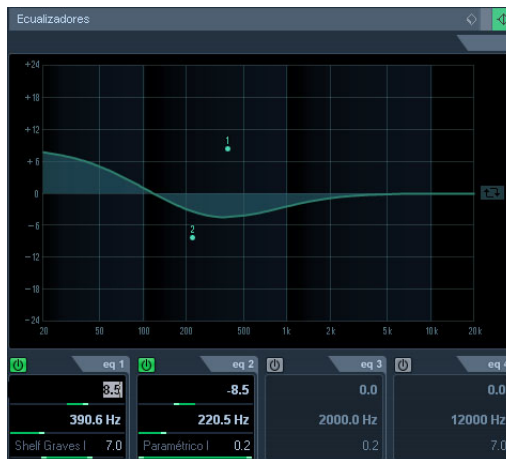 Ecualizadores
+24
+18
+12
+6
0
-6
-12
-18
-24
1
2
20 50 100 200 500 1k 2k 5k 10k 20k
eq 1 eq 2 eq 3 eq 4
8.5 -8.5 0.0 0.0
390.6 Hz 220.5 Hz 2000.0 Hz 12000 Hz
Shelf Graves I 7.0 Paramétrico I 0.2 0.2 7.0